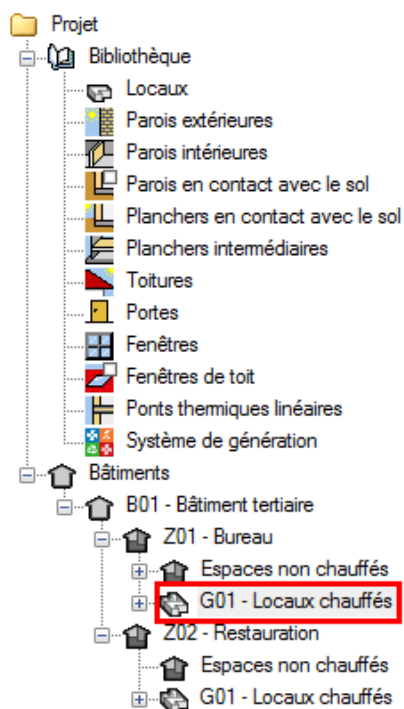 Projet
Bibliothèque
Locaux
Parois extérieures
Parois intérieures
Parois en contact avec le sol
Planchers en contact avec le sol
Planchers intermédiaires
Toitures
Portes
Fenêtres
Fenêtres de toit
Ponts thermiques linéaires
Système de génération
Bâtiments
B01 - Bâtiment tertiaire
Z01 - Bureau
Espaces non chauffés
G01 - Locaux chauffés
Z02 - Restauration
Espaces non chauffés
G01 - Locaux chauffés